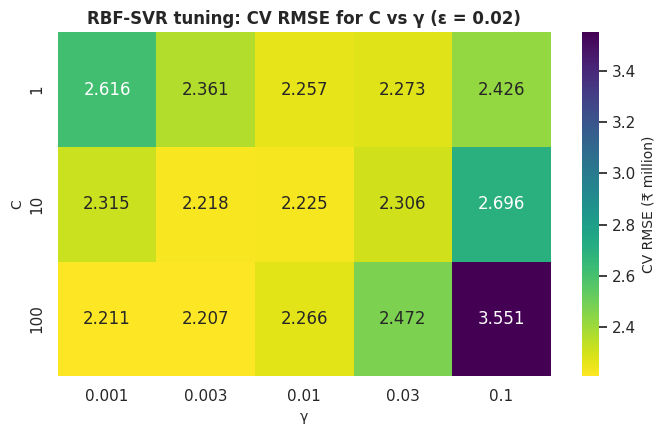 RBF-SVR tuning: CV RMSE for C vs γ (ε = 0.02)
C
1
2.616 2.361 2.257 2.273 2.426
10
2.315 2.218 2.225 2.306 2.696
100
2.211 2.207 2.266 2.472 3.551
0.001 0.003 0.01 0.03 0.1
γ
3.4
3.2
3.0
2.8
2.6
2.4
CV RMSE (₹ million)